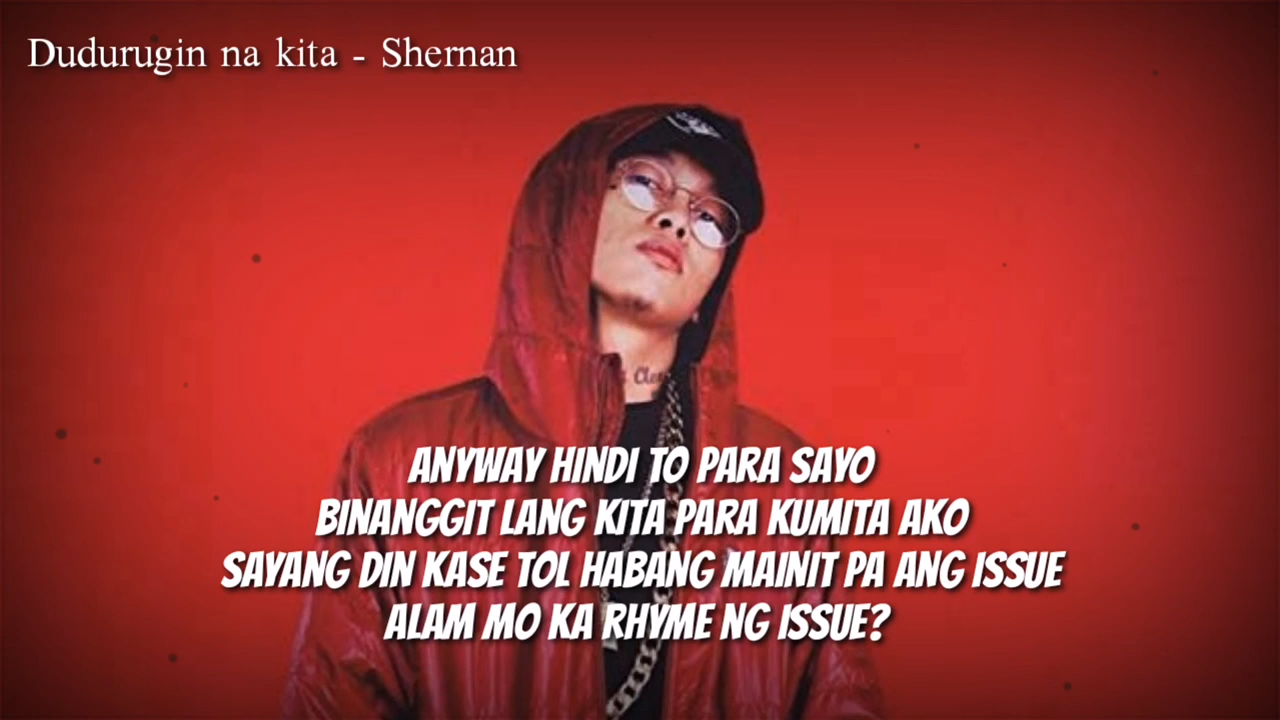 Dudurugin na kita - Shernan
ANYWAY HINDI TO PARA SAYO
BINANGGIT LANG KITA PARA KUMITA AKO
SAYANG DIN KASE TOL HABANG MAINIT PA ANG ISSUE
ALAM MO KA RHYME NG ISSUE?